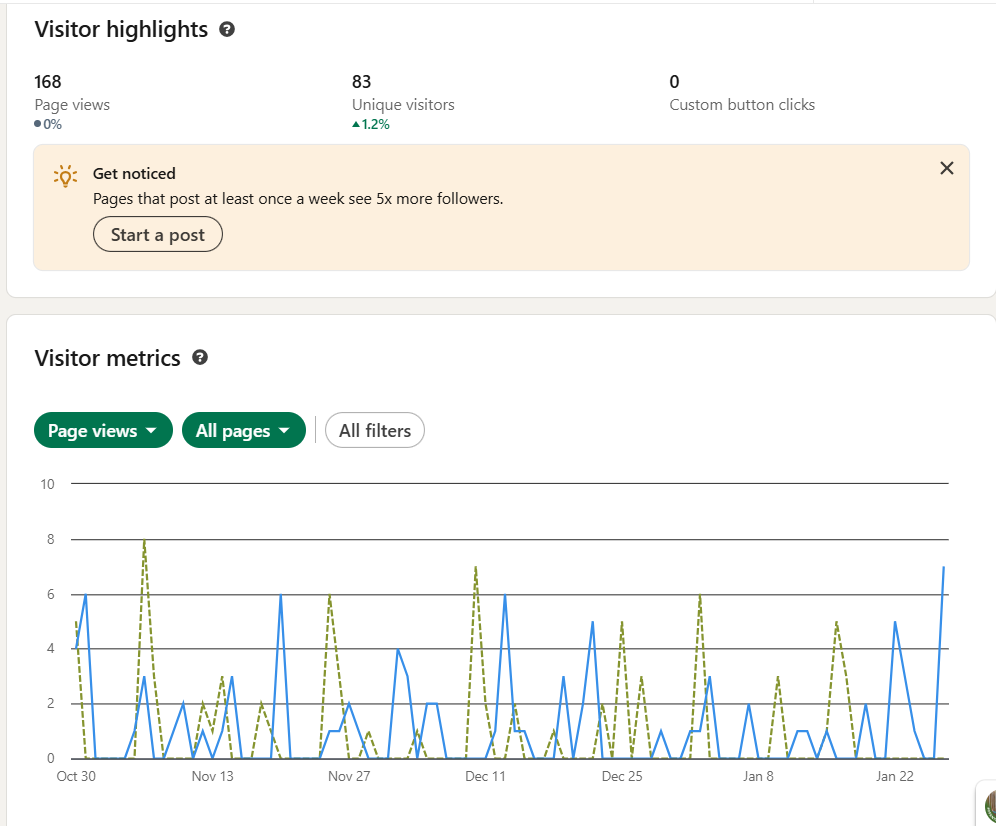 Visitor highlights
168 83 0
Page views Unique visitors Custom button clicks
0% 1.2%
Get noticed
Pages that post at least once a week see 5x more followers.
Start a post
Visitor metrics
Page views All pages All filters
10
8
6
4
2
0
Oct 30 Nov 13 Nov 27 Dec 11 Dec 25 Jan 8 Jan 22